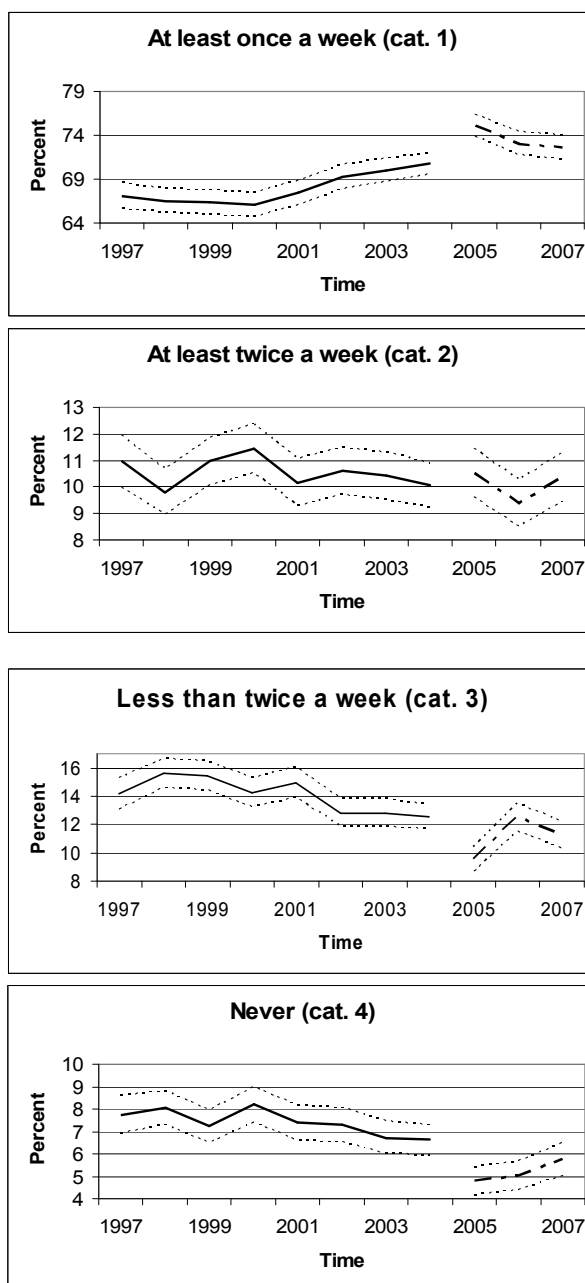 At least once a week (cat. 1)
79
74
69
64
Percent
1997 1999 2001 2003 2005 2007
Time
At least twice a week (cat. 2)
13
12
11
10
9
8
Percent
1997 1999 2001 2003 2005 2007
Time
Less than twice a week (cat. 3)
16
14
12
10
8
Percent
1997 1999 2001 2003 2005 2007
Time
Never (cat. 4)
10
9
8
7
6
5
4
Percent
1997 1999 2001 2003 2005 2007
Time